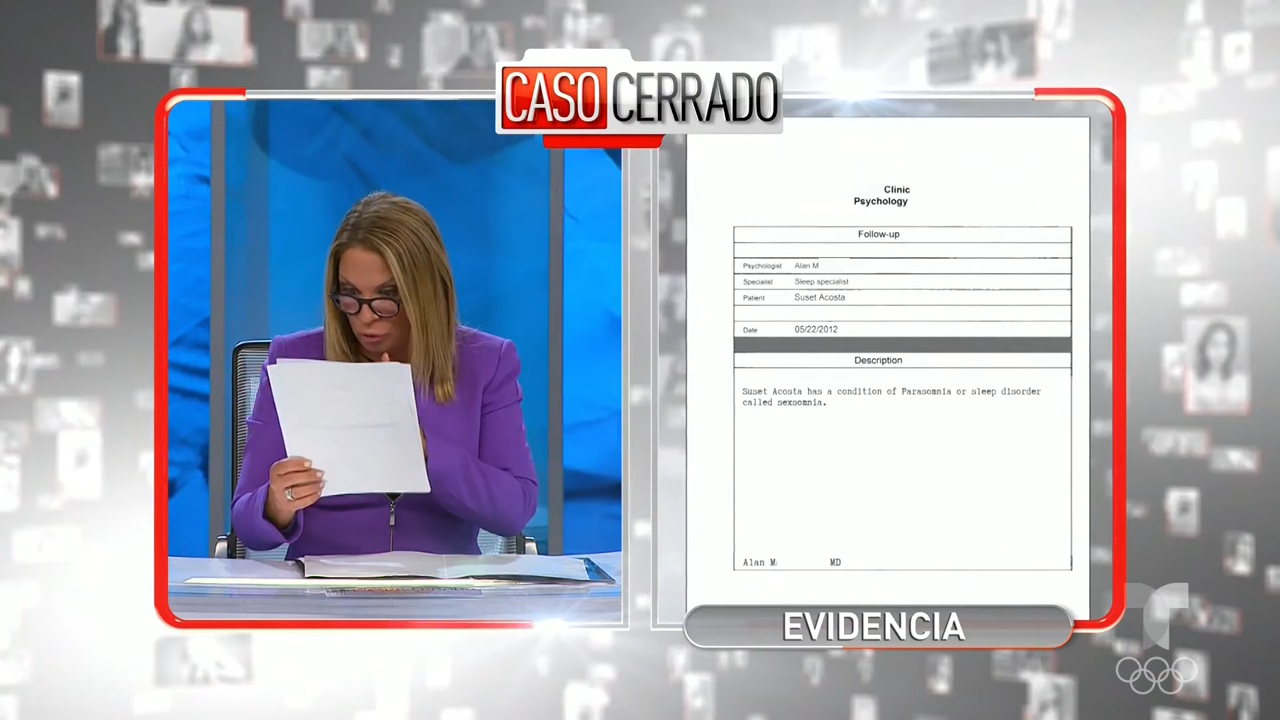 CASO CERRADO
Clinic
Psychology
Follow-up
Psychologist Alan M
Specialist Sleep specialist
Patient Suset Acosta
Date 05/22/2012
Description
Suset Acosta has a condition of Parasomnia or sleep disorder
called sexsomnia.
Alan M MD
EVIDENCIA